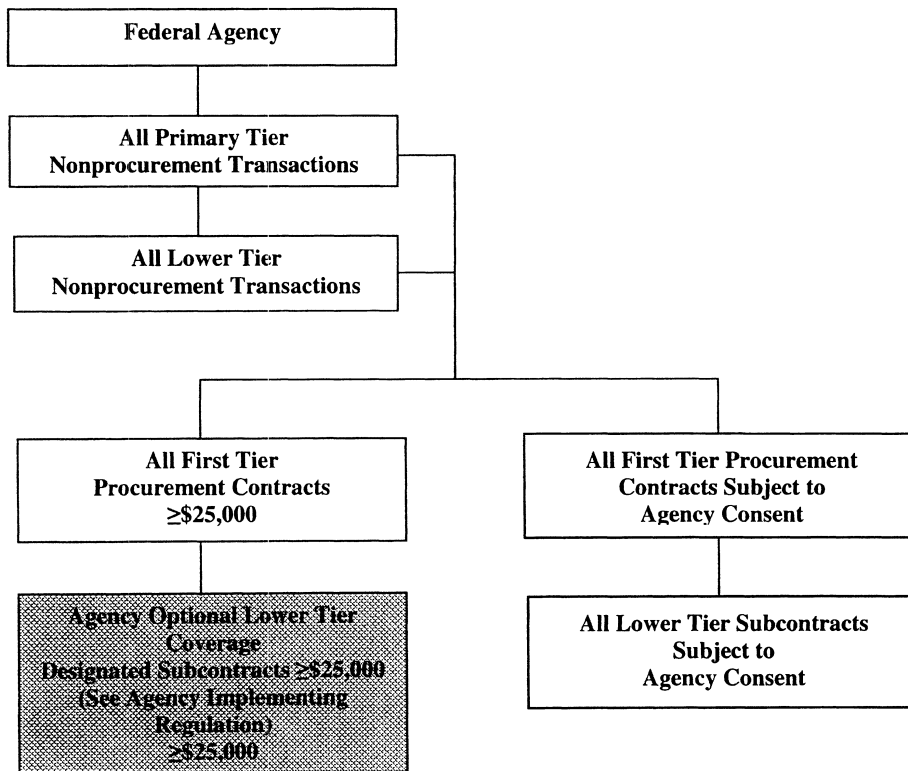 Federal Agency
All Primary Tier
Nonprocurement Transactions
All Lower Tier
Nonprocurement Transactions
All First Tier
Procurement Contracts
≥$25,000
All First Tier Procurement
Contracts Subject to
Agency Consent
Agency Optional Lower Tier
Coverage
Designated Subcontracts ≥$25,000
(See Agency Implementing
Regulation)
≥$25,000
All Lower Tier Subcontracts
Subject to
Agency Consent